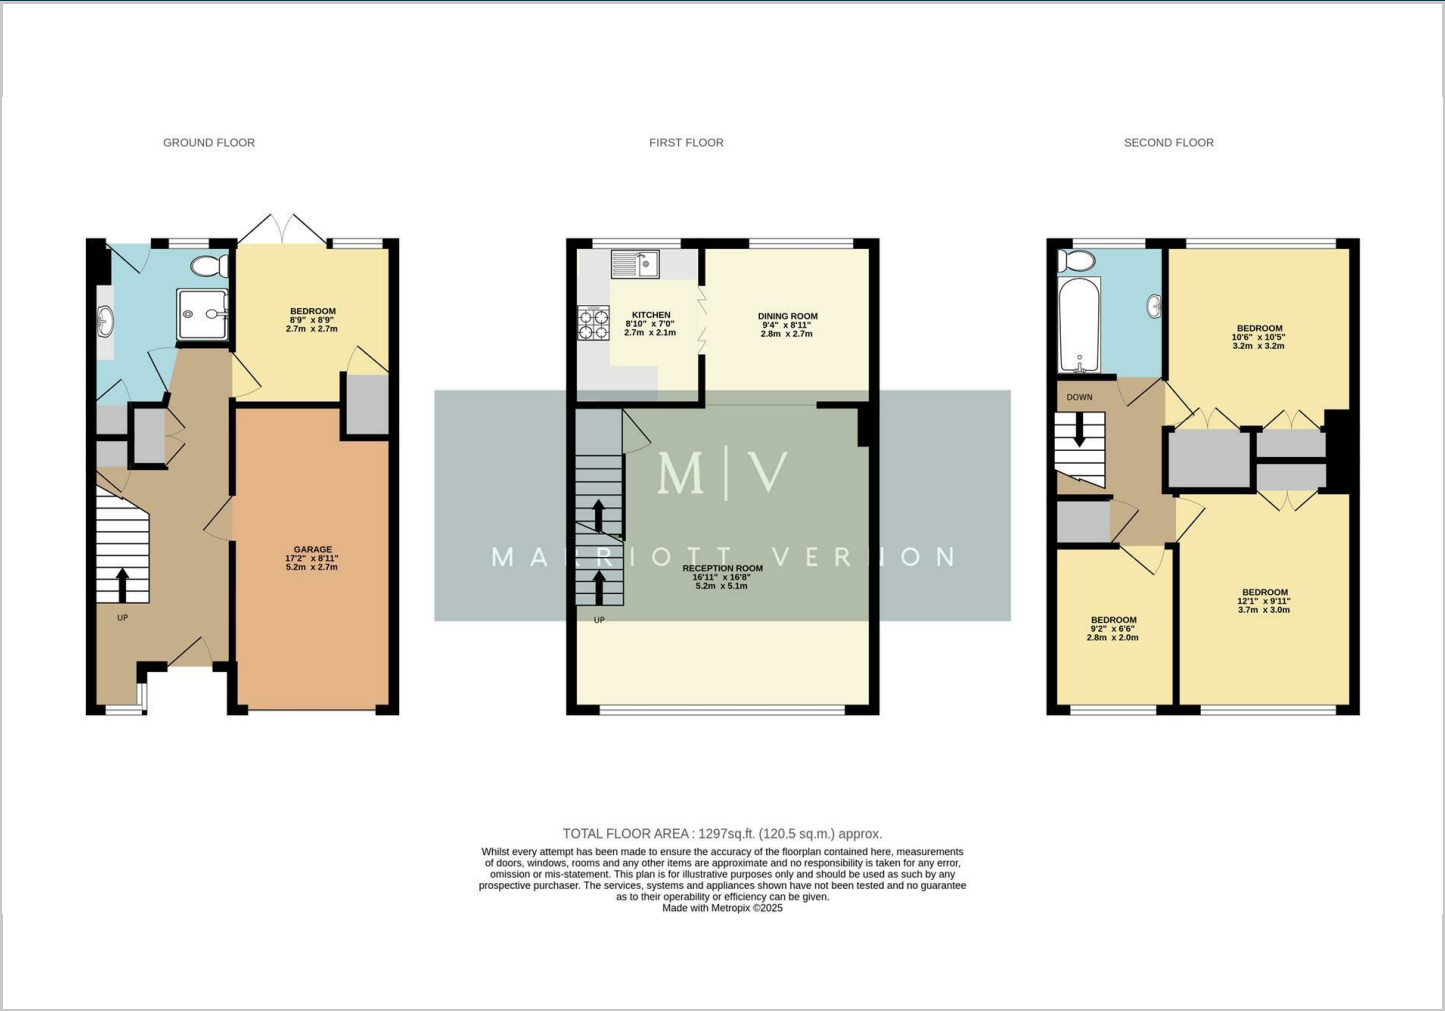 GROUND FLOOR
FIRST FLOOR
SECOND FLOOR
BEDROOM
8'9" x 8'9"
2.7m x 2.7m
GARAGE
17'2" x 8'11"
5.2m x 2.7m
UP
KITCHEN
8'10" x 7'0"
2.7m x 2.1m
DINING ROOM
9'4" x 8'11"
2.8m x 2.7m
M | V
MARRIOTT VERNON
RECEPTION ROOM
16'11" x 16'8"
5.2m x 5.1m
UP
BEDROOM
10'6" x 10'5"
3.2m x 3.2m
DOWN
BEDROOM
12'1" x 9'11"
3.7m x 3.0m
BEDROOM
9'2" x 6'6"
2.8m x 2.0m
TOTAL FLOOR AREA : 1297sq.ft. (120.5 sq.m.) approx.
Whilst every attempt has been made to ensure the accuracy of the floorplan contained here, measurements
of doors, windows, rooms and any other items are approximate and no responsibility is taken for any error,
omission or mis-statement. This plan is for illustrative purposes only and should be used as such by any
prospective purchaser. The services, systems and appliances shown have not been tested and no guarantee
as to their operability or efficiency can be given.
Made with Metropix ©2025